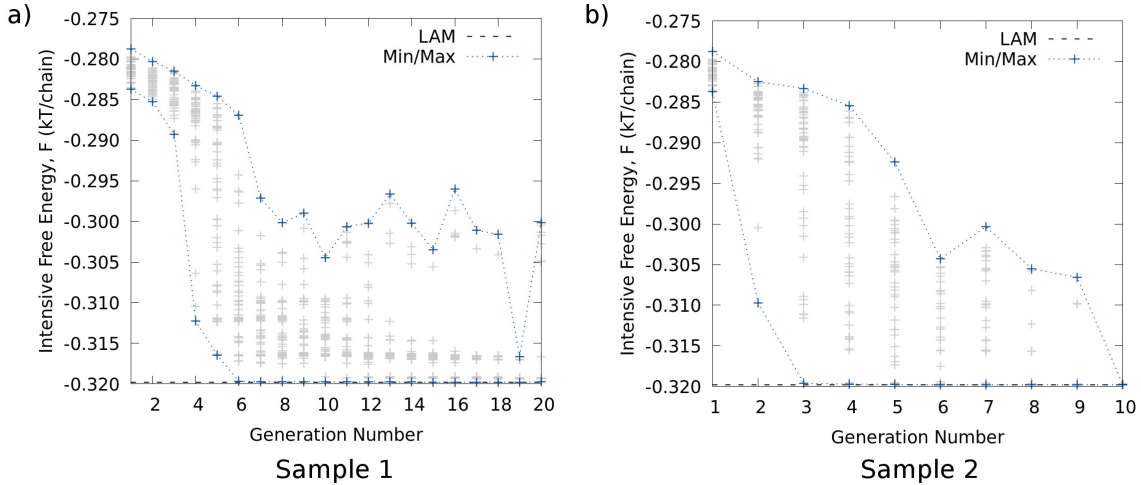 a)
Intensive Free Energy, F (kT/chain)
-0.275
-0.280
-0.285
-0.290
-0.295
-0.300
-0.305
-0.310
-0.315
-0.320
LAM
Min/Max
2 4 6 8 10 12 14 16 18 20
Generation Number
Sample 1
b)
Intensive Free Energy, F (kT/chain)
-0.275
-0.280
-0.285
-0.290
-0.295
-0.300
-0.305
-0.310
-0.315
-0.320
LAM
Min/Max
1 2 3 4 5 6 7 8 9 10
Generation Number
Sample 2